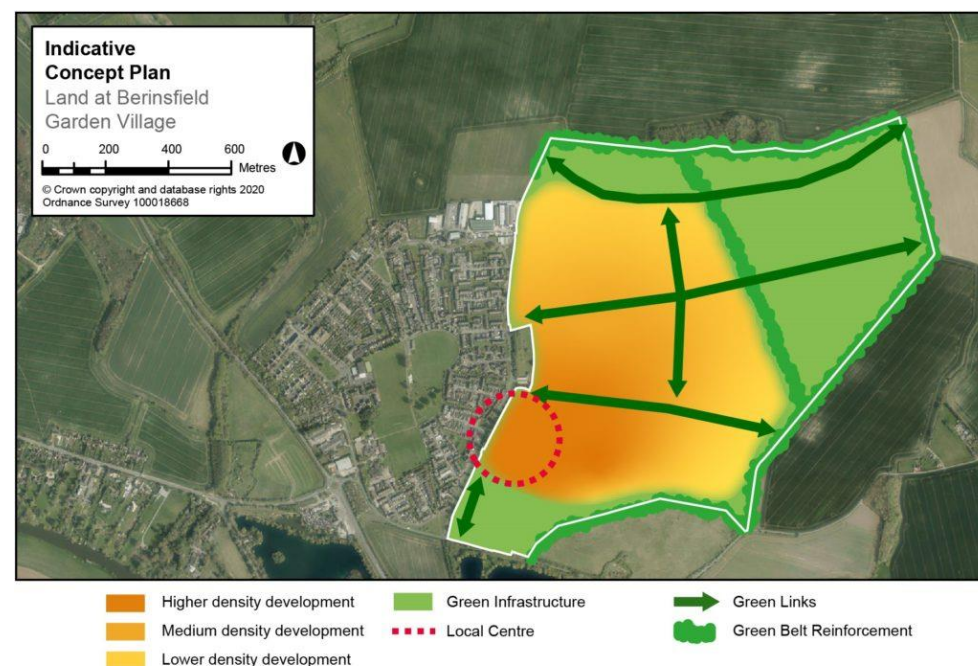 Indicative
Concept Plan
Land at Berinsfield
Garden Village
0 200 400 600
Metres
© Crown copyright and database rights 2020
Ordnance Survey 100018668
Higher density development
Medium density development
Lower density development
Green Infrastructure
Local Centre
Green Links
Green Belt Reinforcement